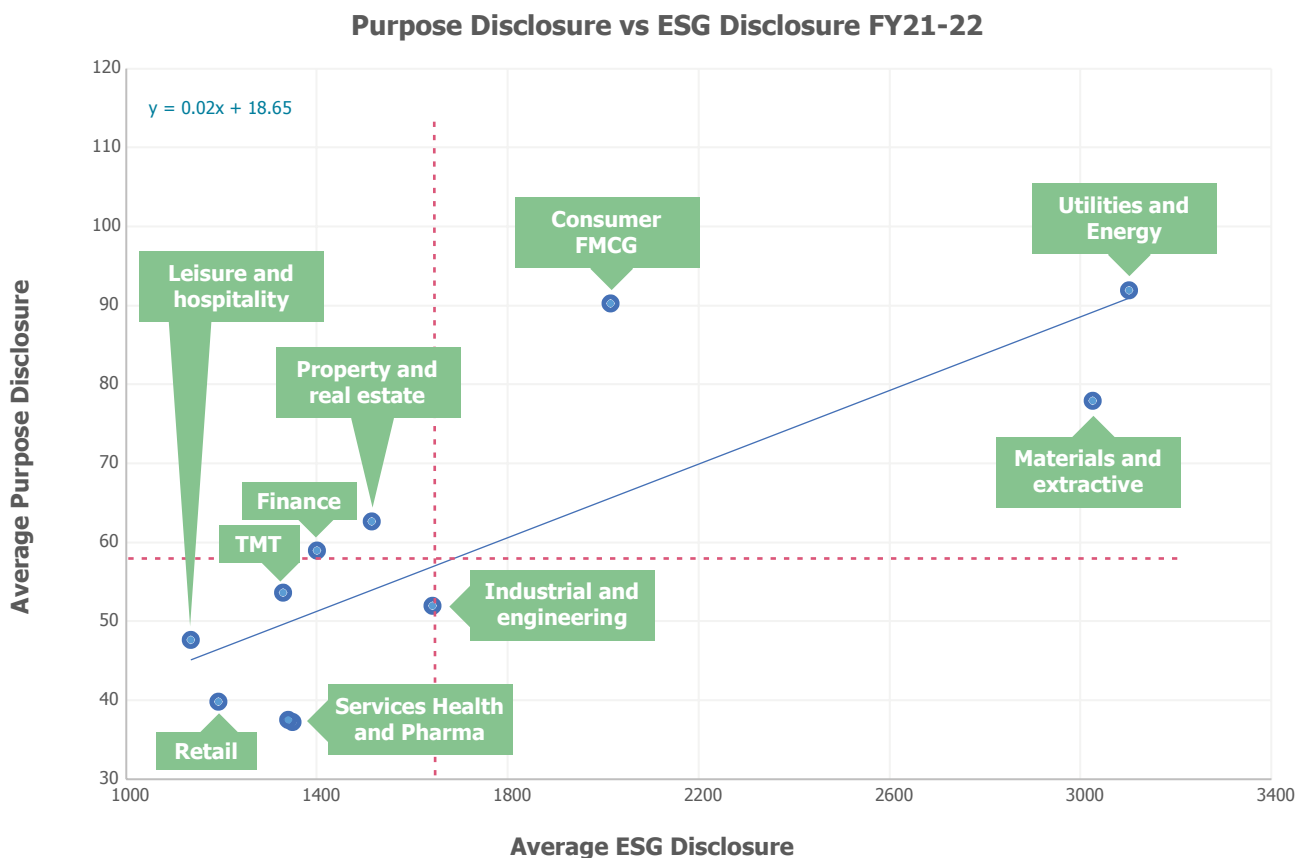 Purpose Disclosure vs ESG Disclosure FY21-22
120
110
100
90
80
70
60
50
40
30
y = 0.02x + 18.65
Consumer
FMCG
Utilities and
Energy
Leisure and
hospitality
Property and
real estate
Materials and
extractive
Finance
TMT
Industrial and
engineering
Services Health
and Pharma
Retail
1000
1400
1800
2200
2600
3000
3400
Average Purpose Disclosure
Average ESG Disclosure